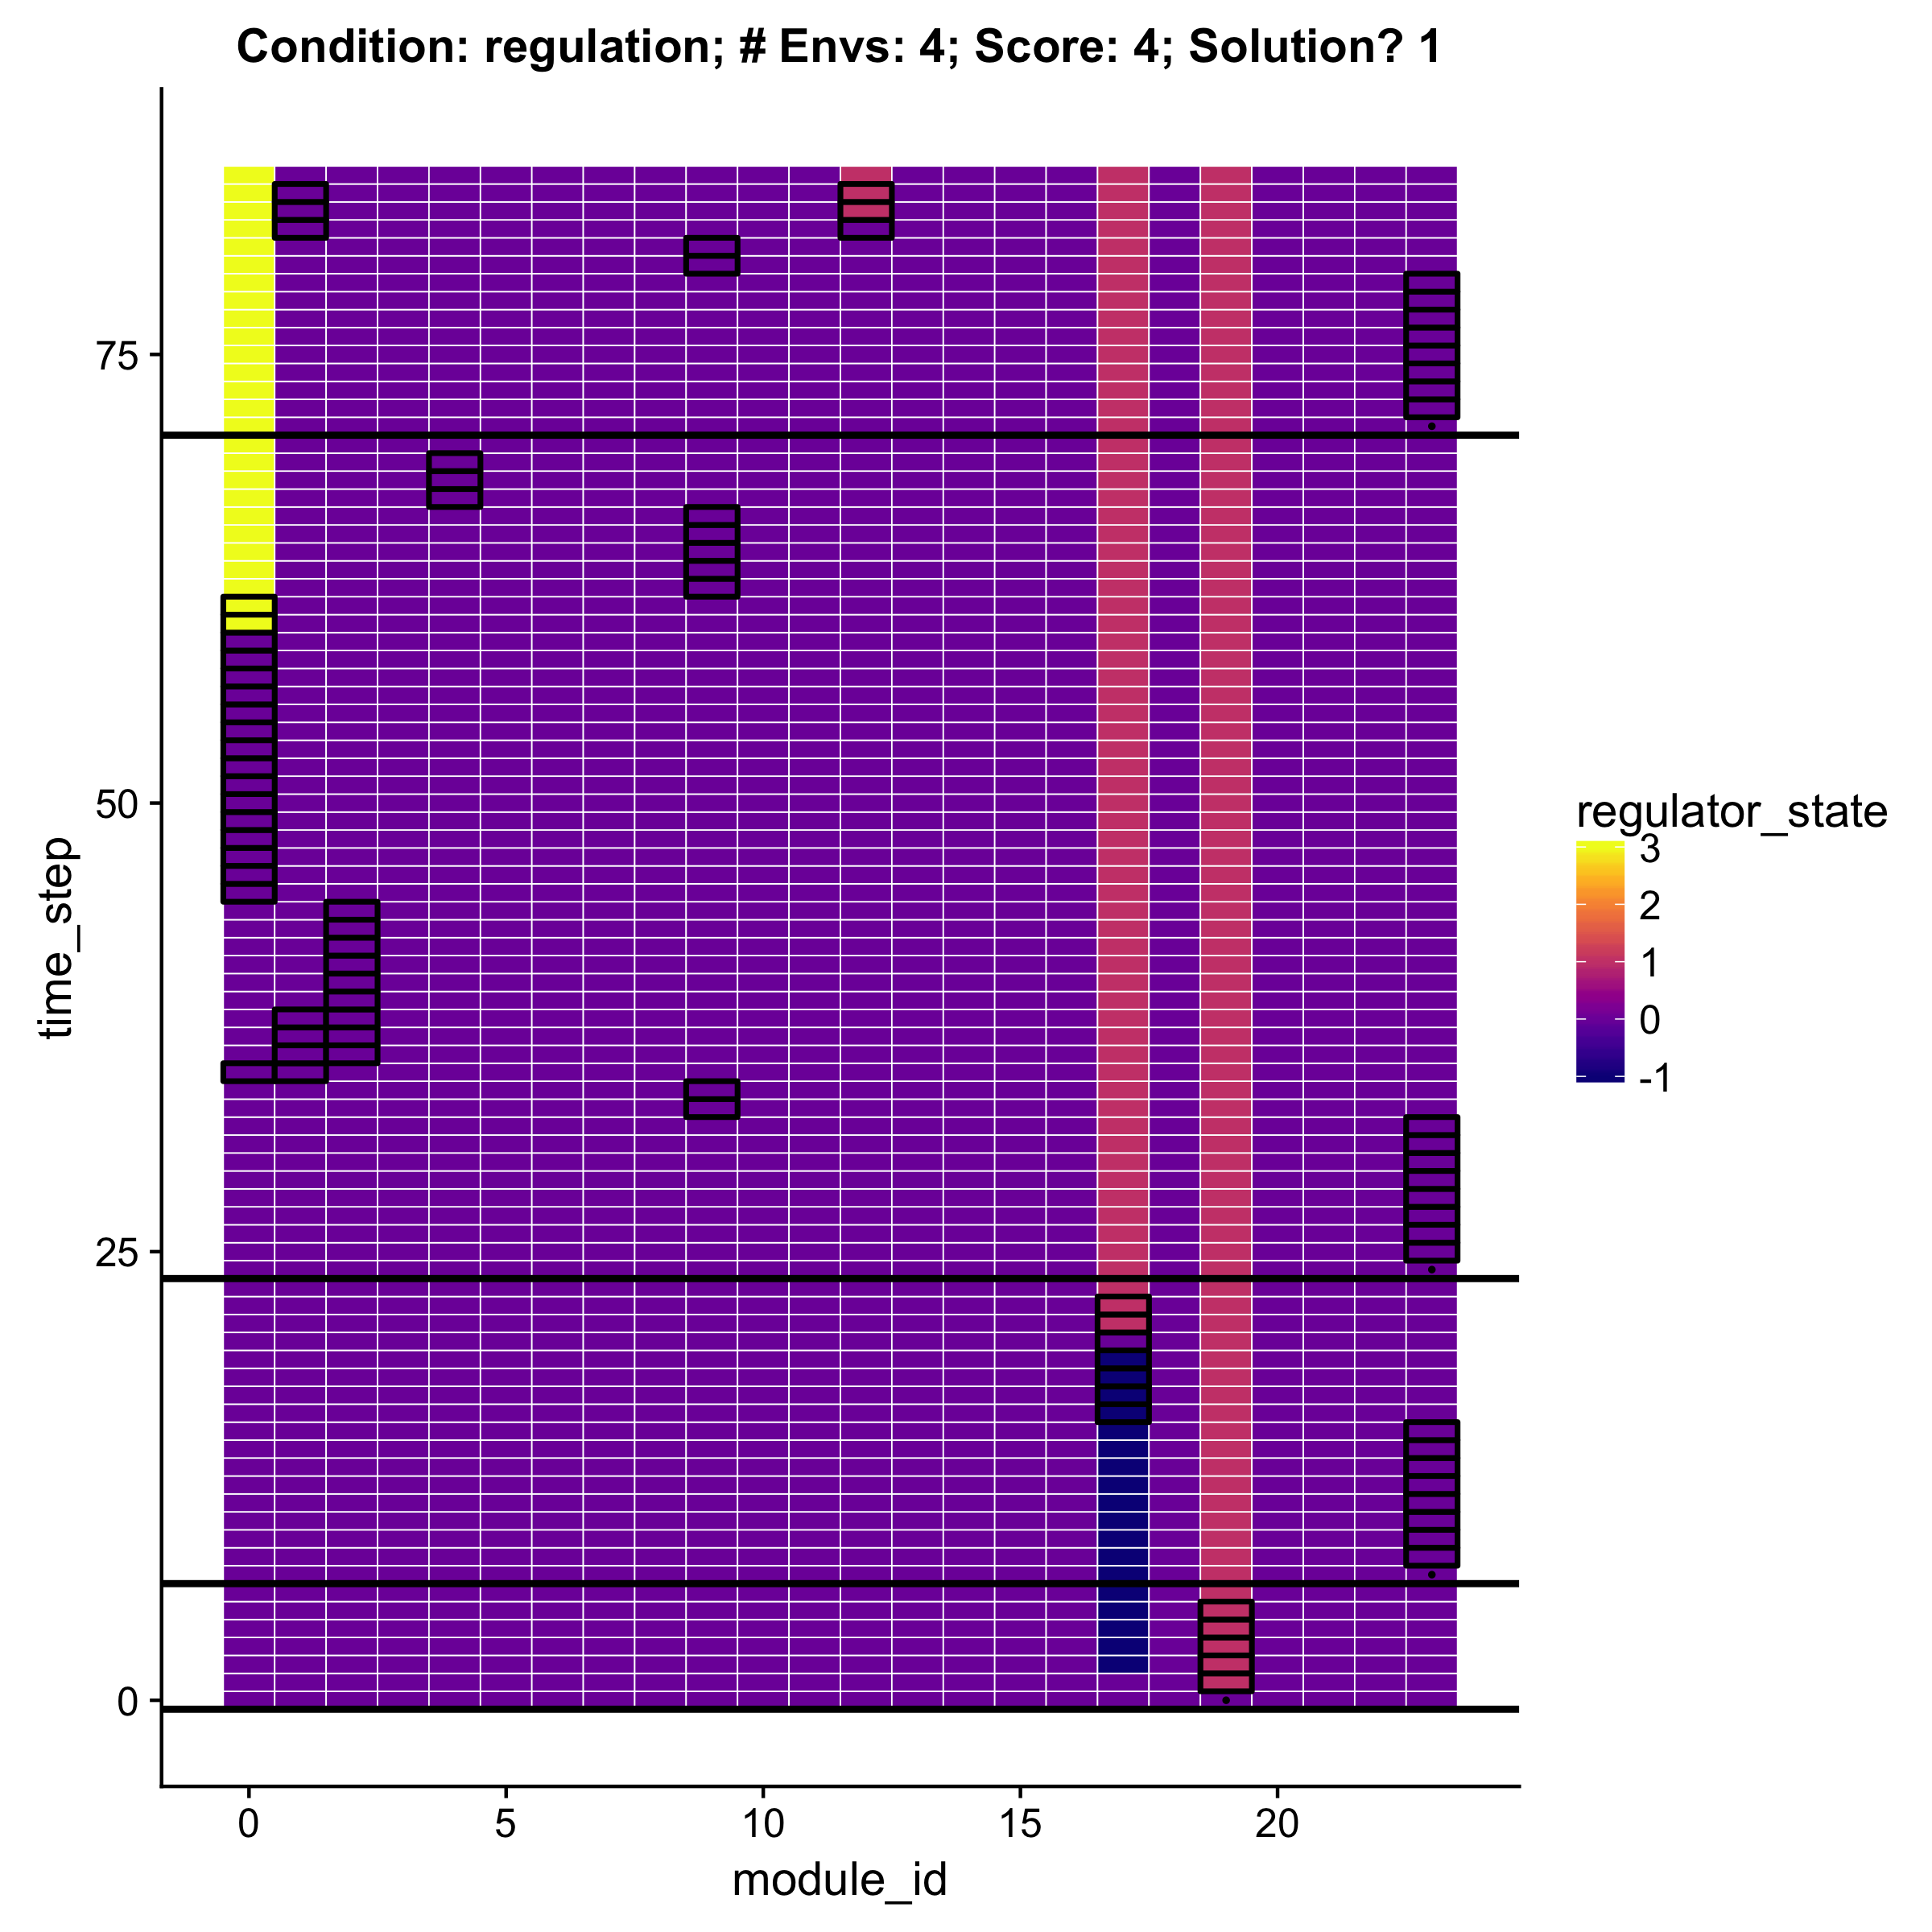 Condition: regulation; # Envs: 4; Score: 4; Solution? 1
75
50
25
0
time_step
0 5 10 15 20
module_id
regulator_state
3
2
1
0
-1